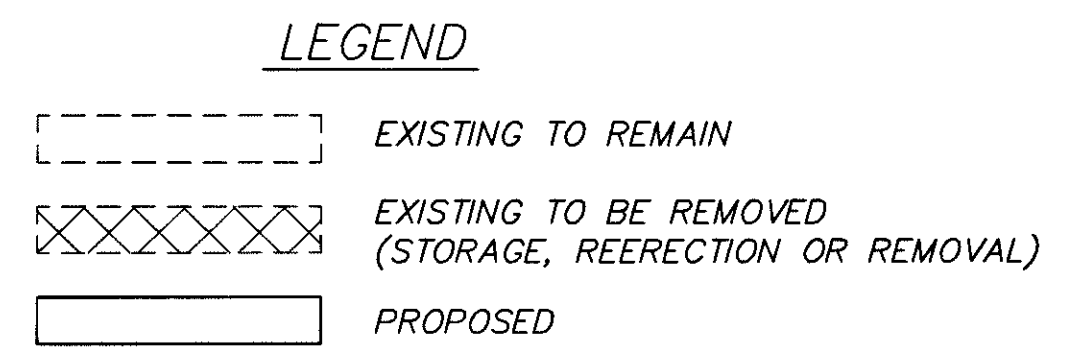 LEGEND
EXISTING TO REMAIN
EXISTING TO BE REMOVED
(STORAGE, REERECTION OR REMOVAL)
PROPOSED